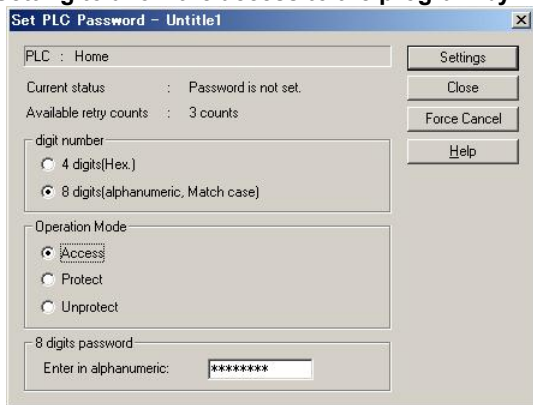 Set PLC Password - Untitle1
PLC : Home
Settings
Current status : Password is not set.
Close
Available retry counts : 3 counts
Force Cancel
digit number
Help
4 digits(Hex.)
8 digits(alphanumeric, Match case)
Operation Mode
Access
Protect
Unprotect
8 digits password
Enter in alphanumeric: ********